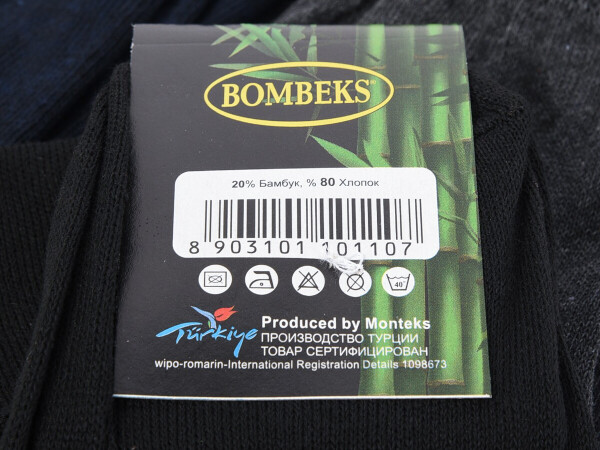 BOMBEKS
20% Бамбук, % 80 Хлопок
8 903101 101107
40°
Türkiye
Produced by Monteks
ПРОИЗВОДСТВО ТУРЦИИ
ТОВАР СЕРТИФИЦИРОВАН
wipo-romarin-International Registration Details 1098673